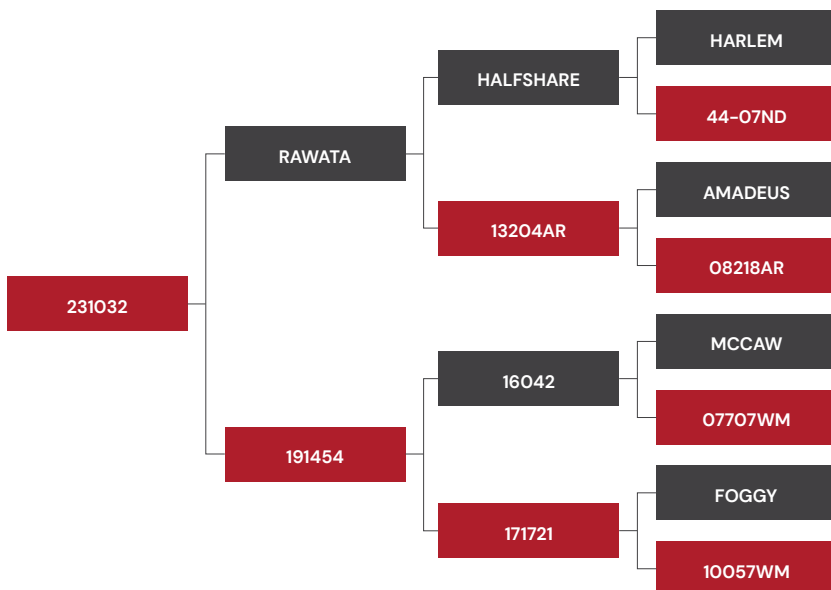 HARLEM
HALFSHARE
44-07ND
RAWATA
AMADEUS
13204AR
08218AR
231032
MCCAW
16042
07707WM
191454
FOGGY
171721
10057WM